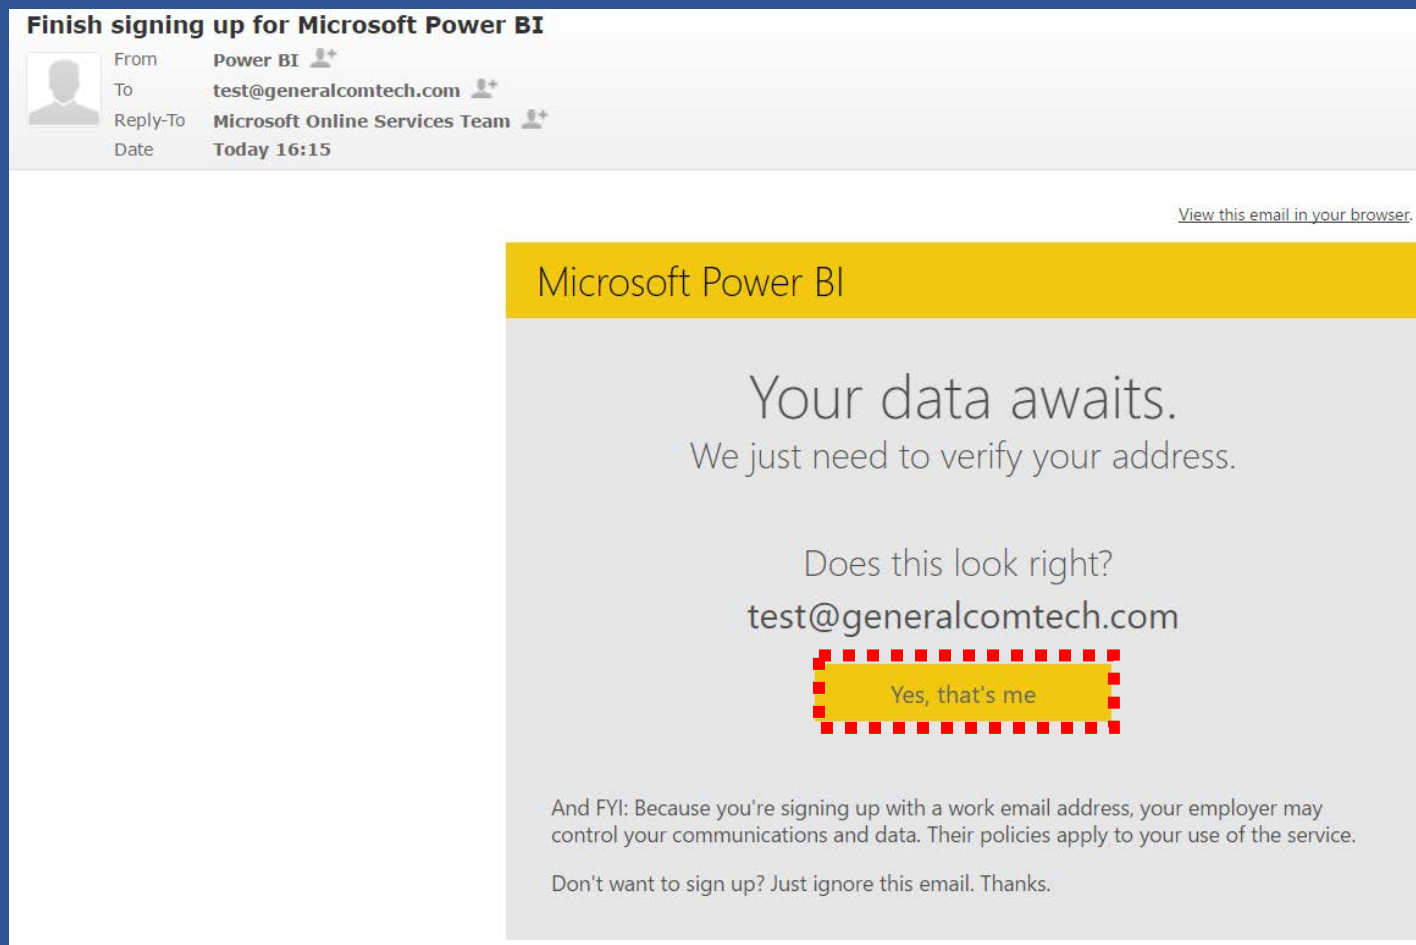 Finish signing up for Microsoft Power BI
From Power BI
To test@generalcomtech.com
Reply-To Microsoft Online Services Team
Date Today 16:15
View this email in your browser.
Microsoft Power BI
Your data awaits.
We just need to verify your address.
Does this look right?
test@generalcomtech.com
Yes, that's me
And FYI: Because you're signing up with a work email address, your employer may
control your communications and data. Their policies apply to your use of the service.
Don't want to sign up? Just ignore this email. Thanks.